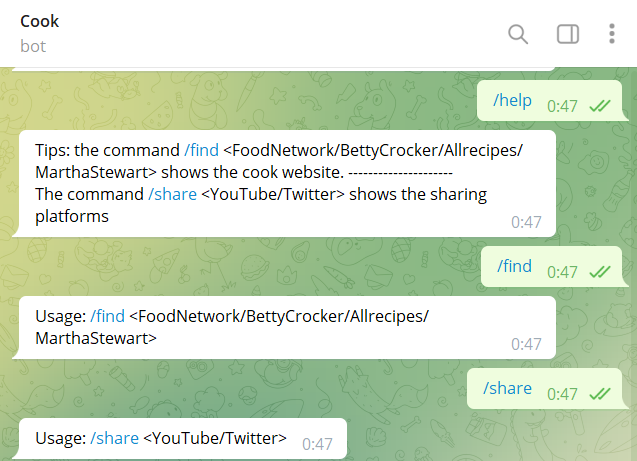 Cook
bot
/help 0:47
Tips: the command /find <FoodNetwork/BettyCrocker/Allrecipes/
MarthaStewart> shows the cook website. ---------------------
The command /share <YouTube/Twitter> shows the sharing
platforms
0:47
/find 0:47
Usage: /find <FoodNetwork/BettyCrocker/Allrecipes/
MarthaStewart>
0:47
/share 0:47
Usage: /share <YouTube/Twitter> 0:47